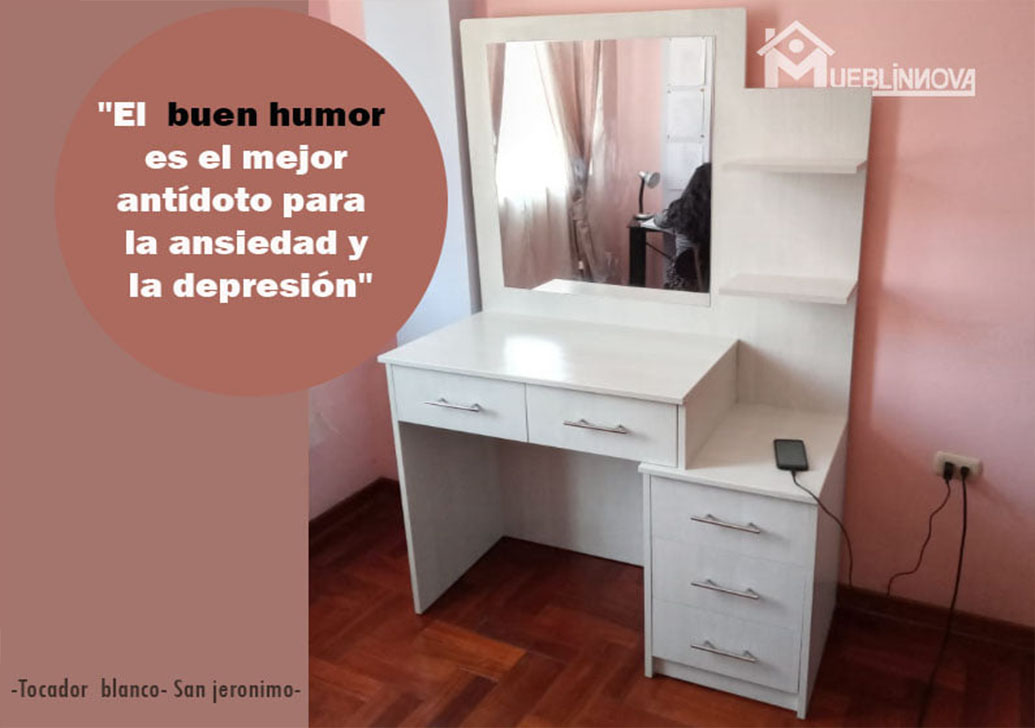 MUEBLINNOVA
"El buen humor
es el mejor
antídoto para
la ansiedad y
la depresión"
-Tocador blanco- San jeronimo-